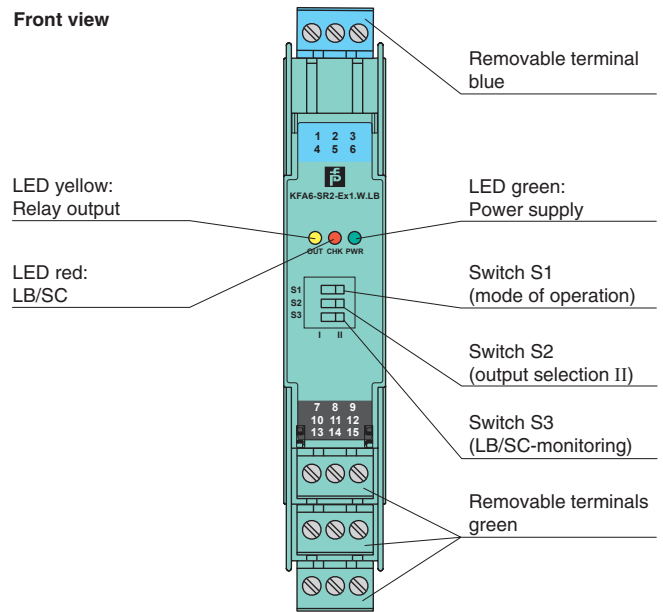 Front view
Removable terminal
blue
1 2 3
4 5 6
KFA6-SR2-Ex1.W.LB
LED yellow:
Relay output
LED green:
Power supply
OUT CHK PWR
LED red:
LB/SC
Switch S1
(mode of operation)
S1
S2
S3
I II
Switch S2
(output selection II)
Switch S3
(LB/SC-monitoring)
7 8 9
10 11 12
13 14 15
Removable terminals
green